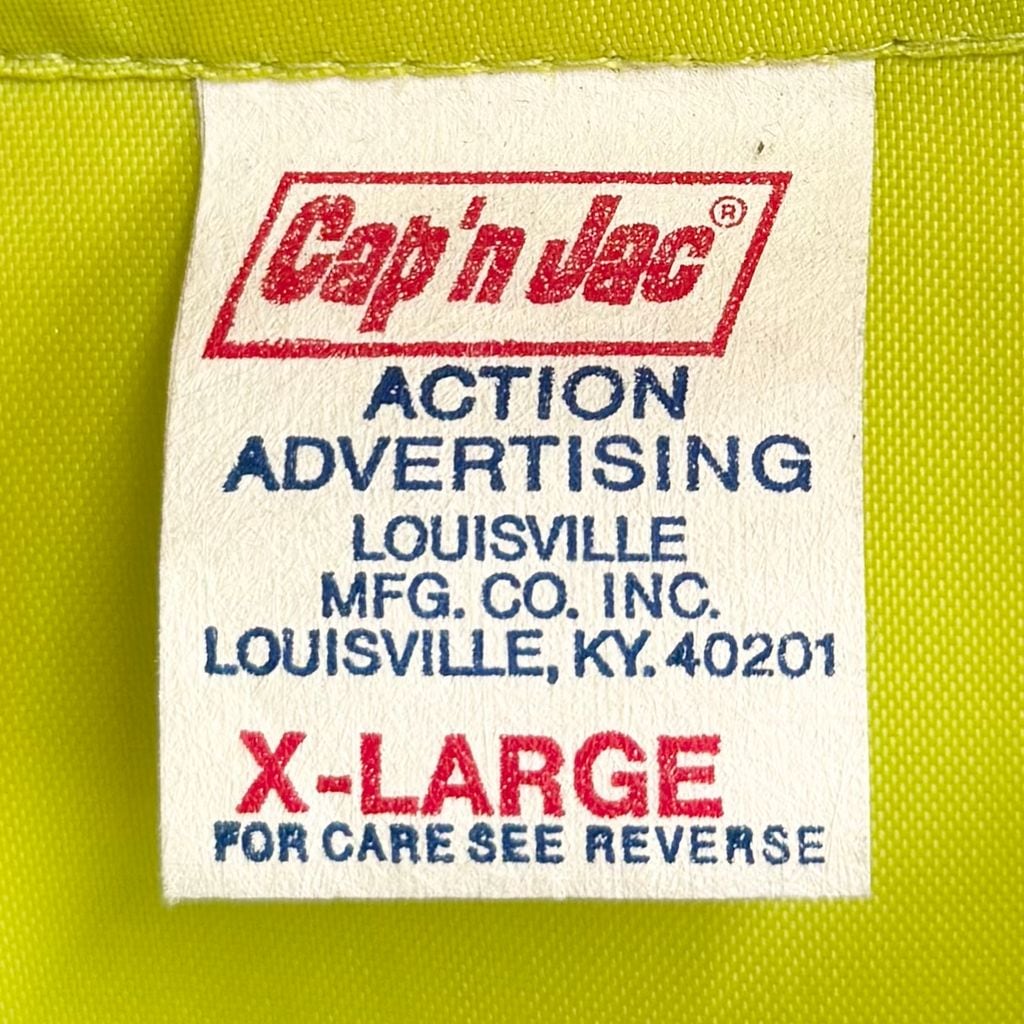 Cap'n Jac®
ACTION
ADVERTISING
LOUISVILLE
MFG. CO. INC.
LOUISVILLE, KY. 40201
X-LARGE
FOR CARE SEE REVERSE